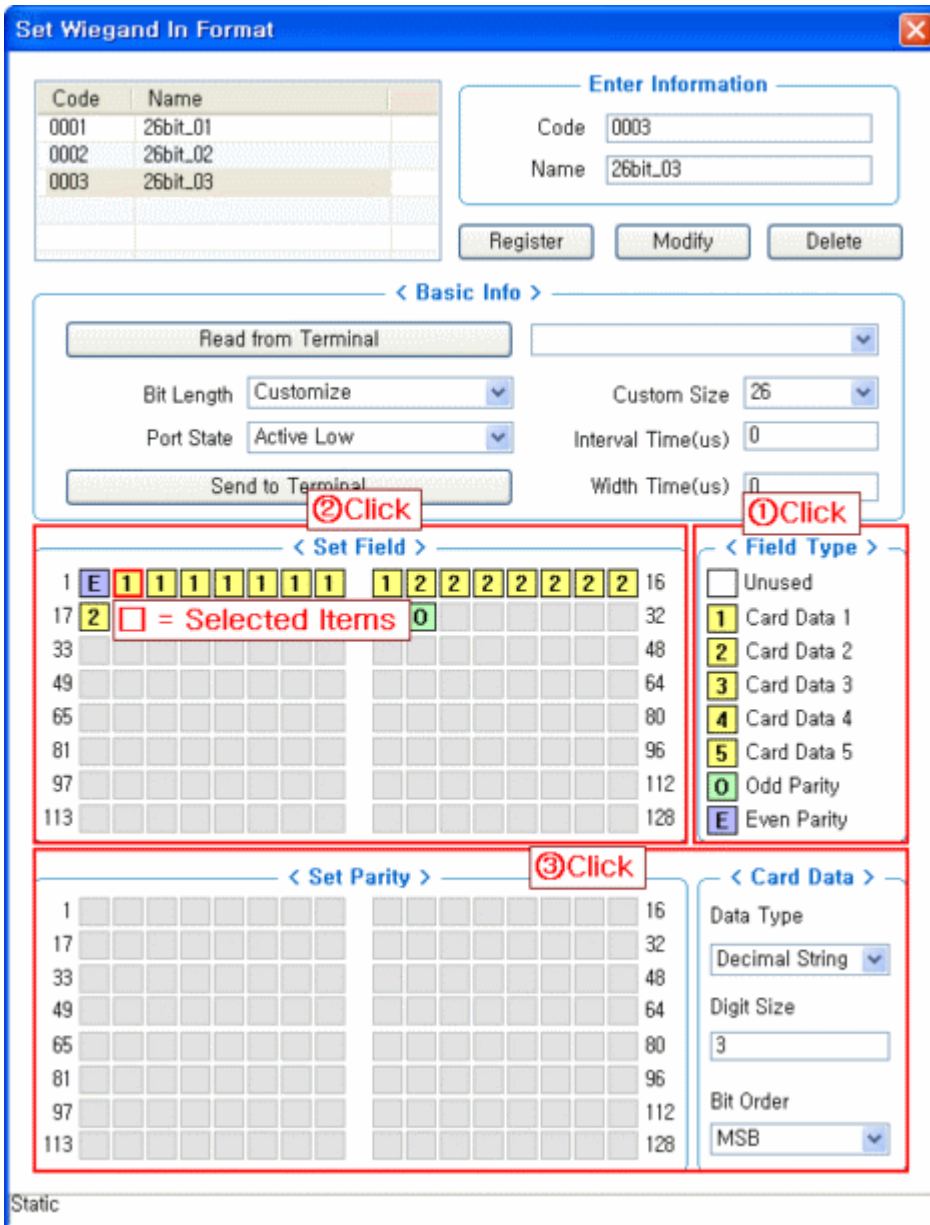 Set Wiegand In Format
Code Name
0001 26bit_01
0002 26bit_02
0003 26bit_03
Enter Information
Code 0003
Name 26bit_03
Register Modify Delete
< Basic Info >
Read from Terminal
Bit Length Customize Custom Size 26
Port State Active Low Interval Time(us) 0
Send to Terminal Width Time(us) 0
②Click ①Click
< Set Field >
1 E 1 1 1 1 1 1 1 1 2 2 2 2 2 2 2 16
17 2 □ = Selected Items O 32
33 48
49 64
65 80
81 96
97 112
113 128
< Field Type >
Unused
1 Card Data 1
2 Card Data 2
3 Card Data 3
4 Card Data 4
5 Card Data 5
O Odd Parity
E Even Parity
③Click
< Set Parity >
1 16
17 32
33 48
49 64
65 80
81 96
97 112
113 128
< Card Data >
Data Type
Decimal String
Digit Size
3
Bit Order
MSB
Static